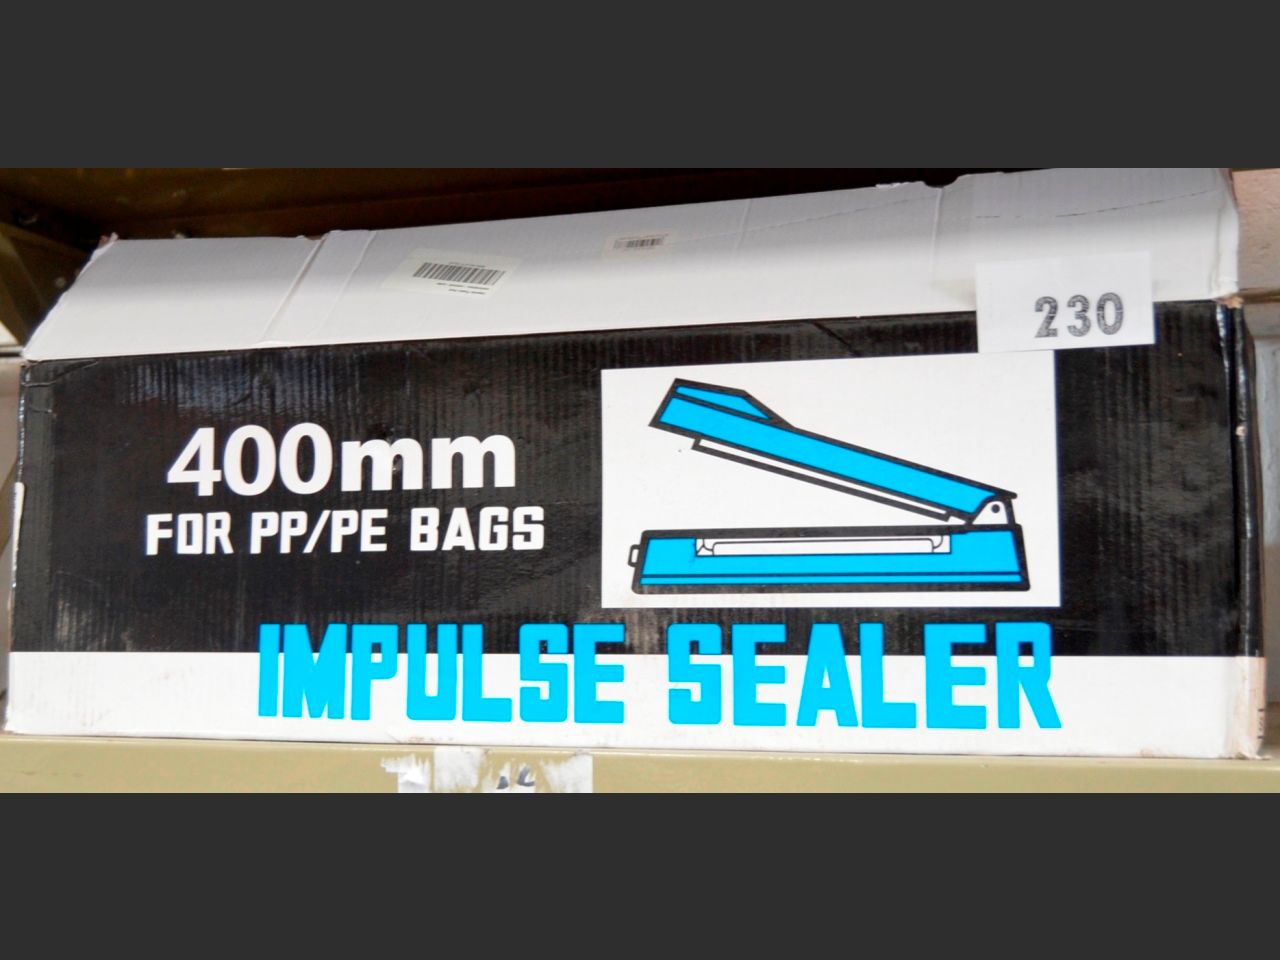 230
400mm
FOR PP/PE BAGS
IMPULSE SEALER